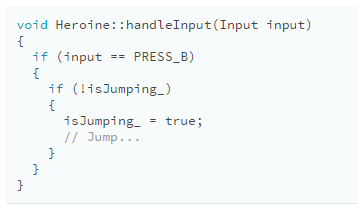 void Heroine::handleInput(Input input)
{
  if (input == PRESS_B)
  {
    if (!isJumping_)
    {
      isJumping_ = true;
      // Jump...
    }
  }
}